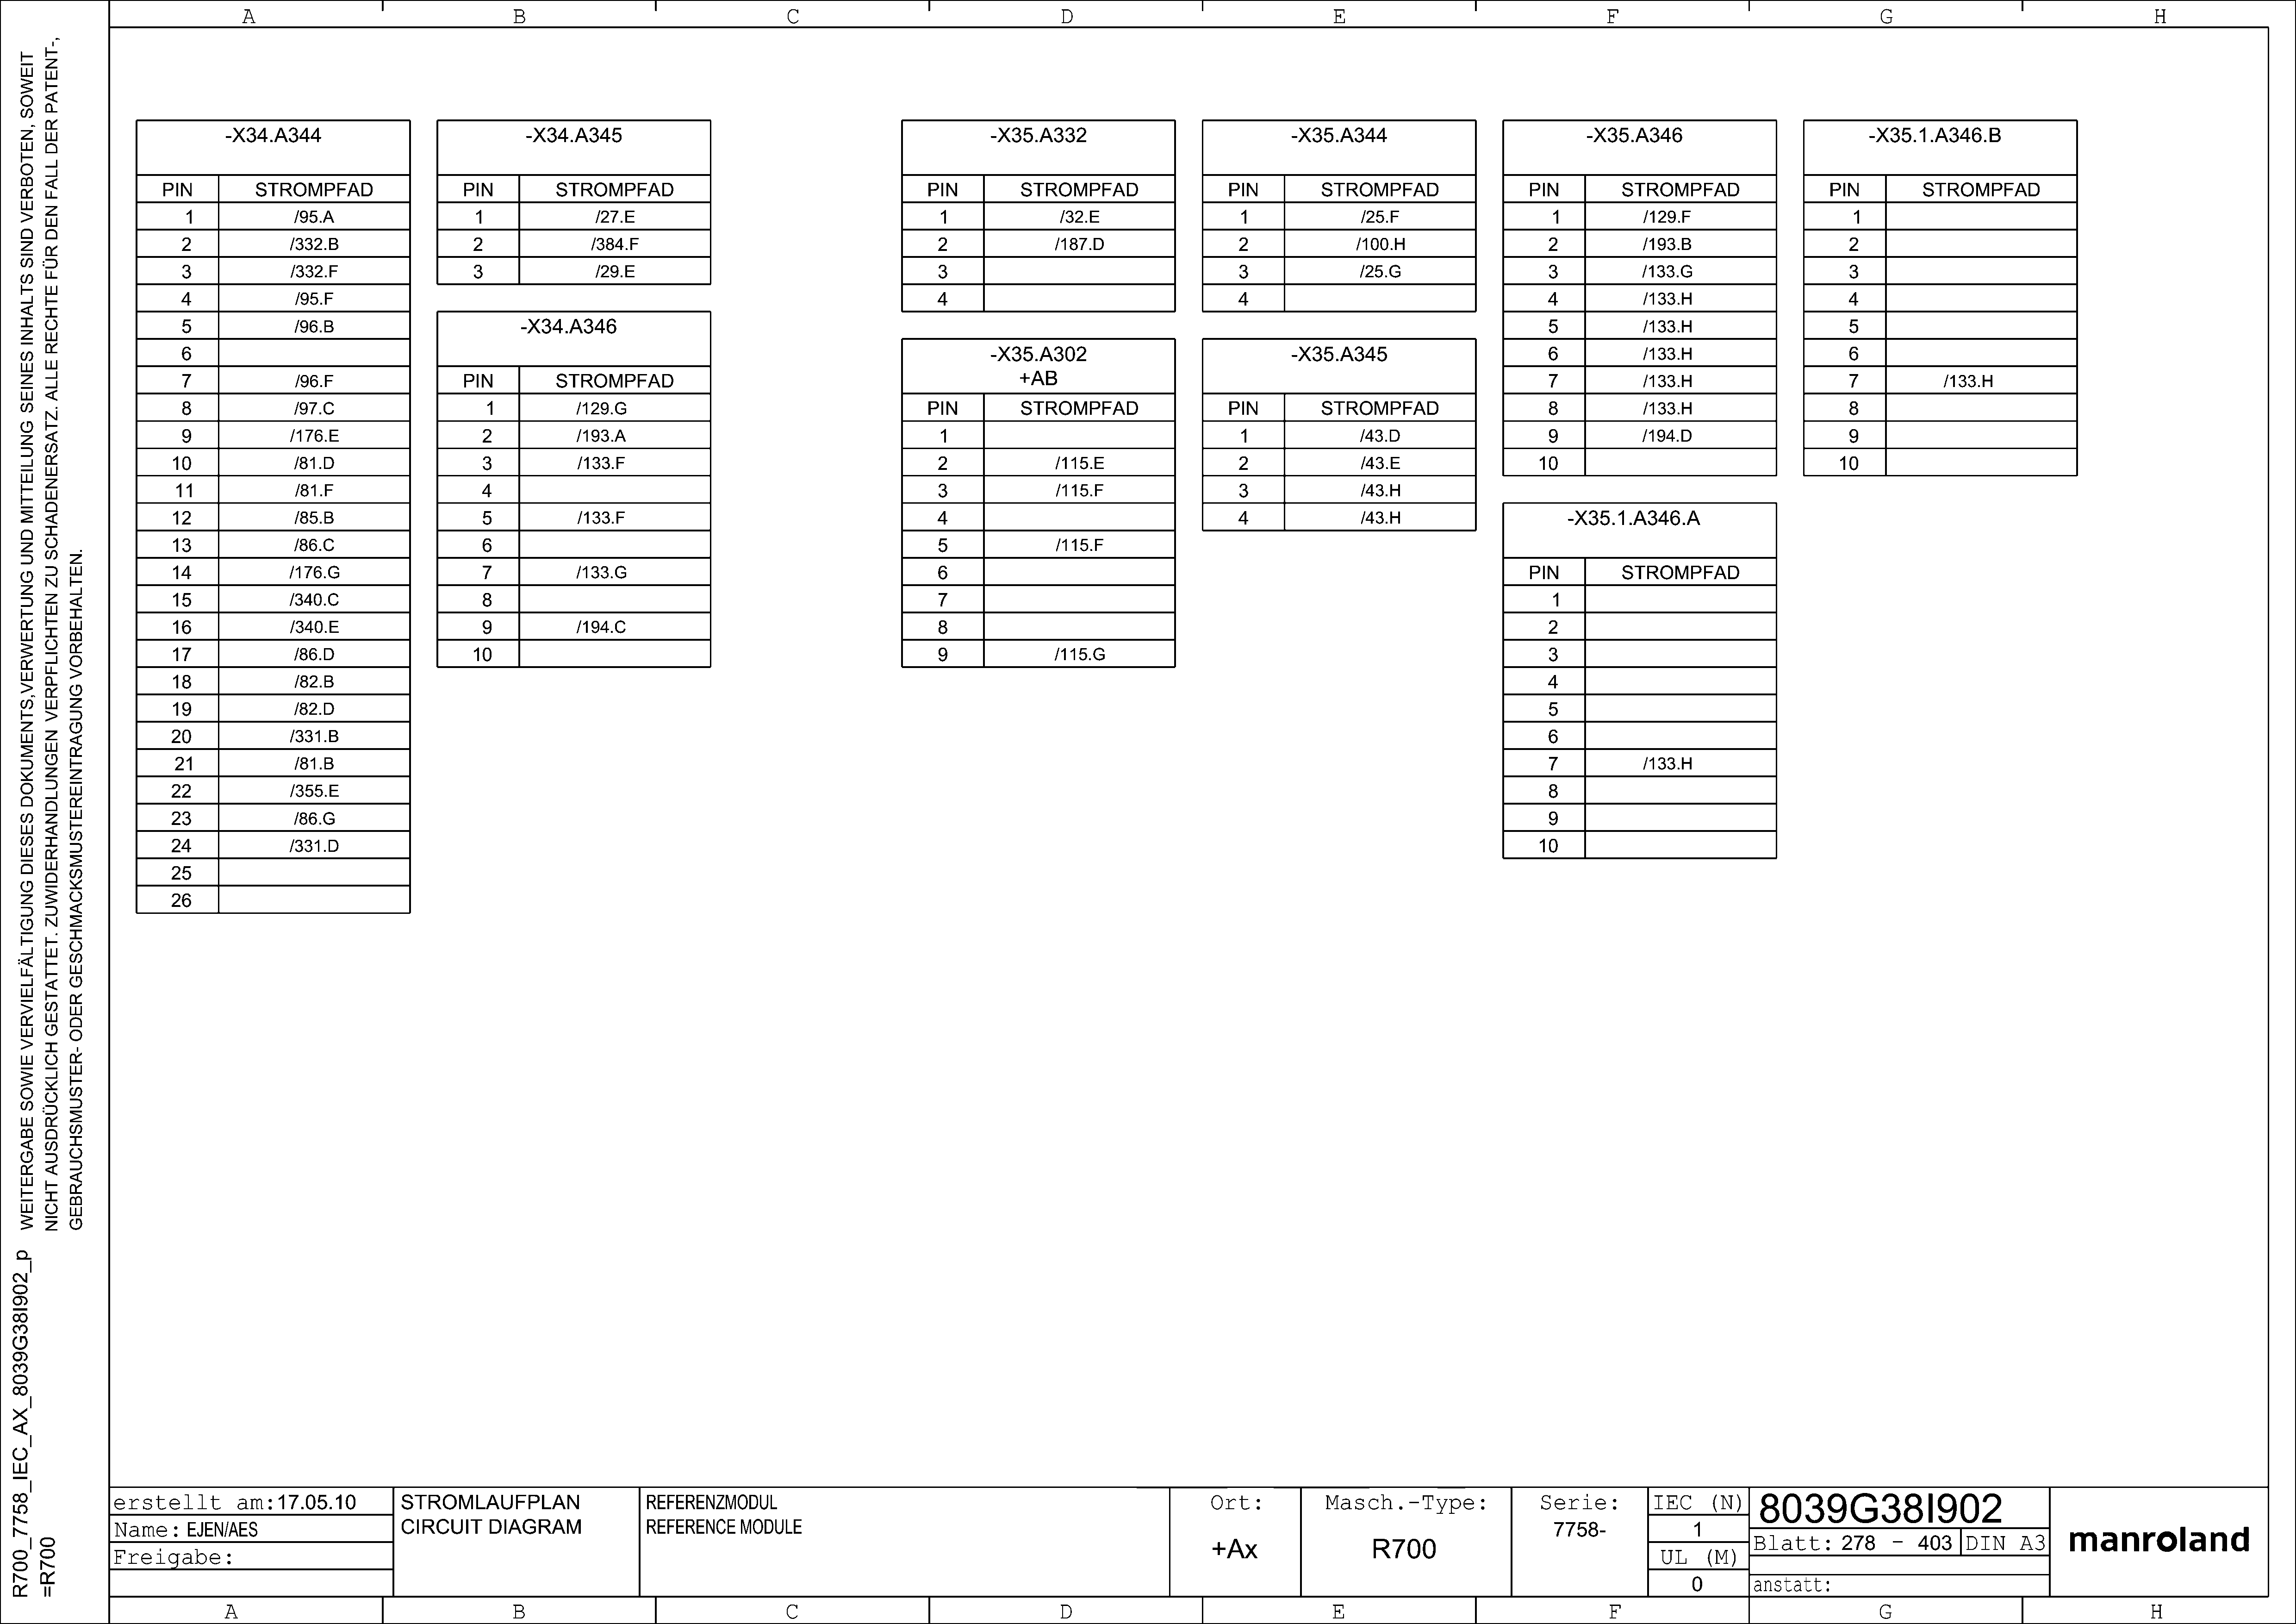 A B C D E F G H
WEITERGABE SOWIE VERVIELFÄLTIGUNG DIESES DOKUMENTS,VERWERTUNG UND MITTEILUNG SEINES INHALTS SIND VERBOTEN, SOWEIT
NICHT AUSDRÜCKLICH GESTATTET. ZUWIDERHANDLUNGEN VERPFLICHTEN ZU SCHADENERSATZ. ALLE RECHTE FÜR DEN FALL DER PATENT-,
GEBRAUCHSMUSTER- ODER GESCHMACKSMUSTEREINTRAGUNG VORBEHALTEN.
R700_7758_IEC_AX_8039G38I902_p
=R700
-X34.A344
PIN STROMPFAD
1 /95.A
2 /332.B
3 /332.F
4 /95.F
5 /96.B
6
7 /96.F
8 /97.C
9 /176.E
10 /81.D
11 /81.F
12 /85.B
13 /86.C
14 /176.G
15 /340.C
16 /340.E
17 /86.D
18 /82.B
19 /82.D
20 /331.B
21 /81.B
22 /355.E
23 /86.G
24 /331.D
25
26
-X34.A345
PIN STROMPFAD
1 /27.E
2 /384.F
3 /29.E
-X34.A346
PIN STROMPFAD
1 /129.G
2 /193.A
3 /133.F
4
5 /133.F
6
7 /133.G
8
9 /194.C
10
-X35.A332
PIN STROMPFAD
1 /32.E
2 /187.D
3
4
-X35.A302
+AB
PIN STROMPFAD
1
2 /115.E
3 /115.F
4
5 /115.F
6
7
8
9 /115.G
-X35.A344
PIN STROMPFAD
1 /25.F
2 /100.H
3 /25.G
4
-X35.A345
PIN STROMPFAD
1 /43.D
2 /43.E
3 /43.H
4 /43.H
-X35.A346
PIN STROMPFAD
1 /129.F
2 /193.B
3 /133.G
4 /133.H
5 /133.H
6 /133.H
7 /133.H
8 /133.H
9 /194.D
10
-X35.1.A346.A
PIN STROMPFAD
1
2
3
4
5
6
7 /133.H
8
9
10
-X35.1.A346.B
PIN STROMPFAD
1
2
3
4
5
6
7 /133.H
8
9
10
erstellt am:17.05.10
Name: EJEN/AES
Freigabe:
STROMLAUFPLAN
CIRCUIT DIAGRAM
REFERENZMODUL
REFERENCE MODULE
Ort:
+Ax
Masch.-Type:
R700
Serie:
7758-
IEC (N)
1
UL (M)
0
8039G38I902
Blatt: 278 - 403 DIN A3
anstatt:
manroland
A B C D E F G H